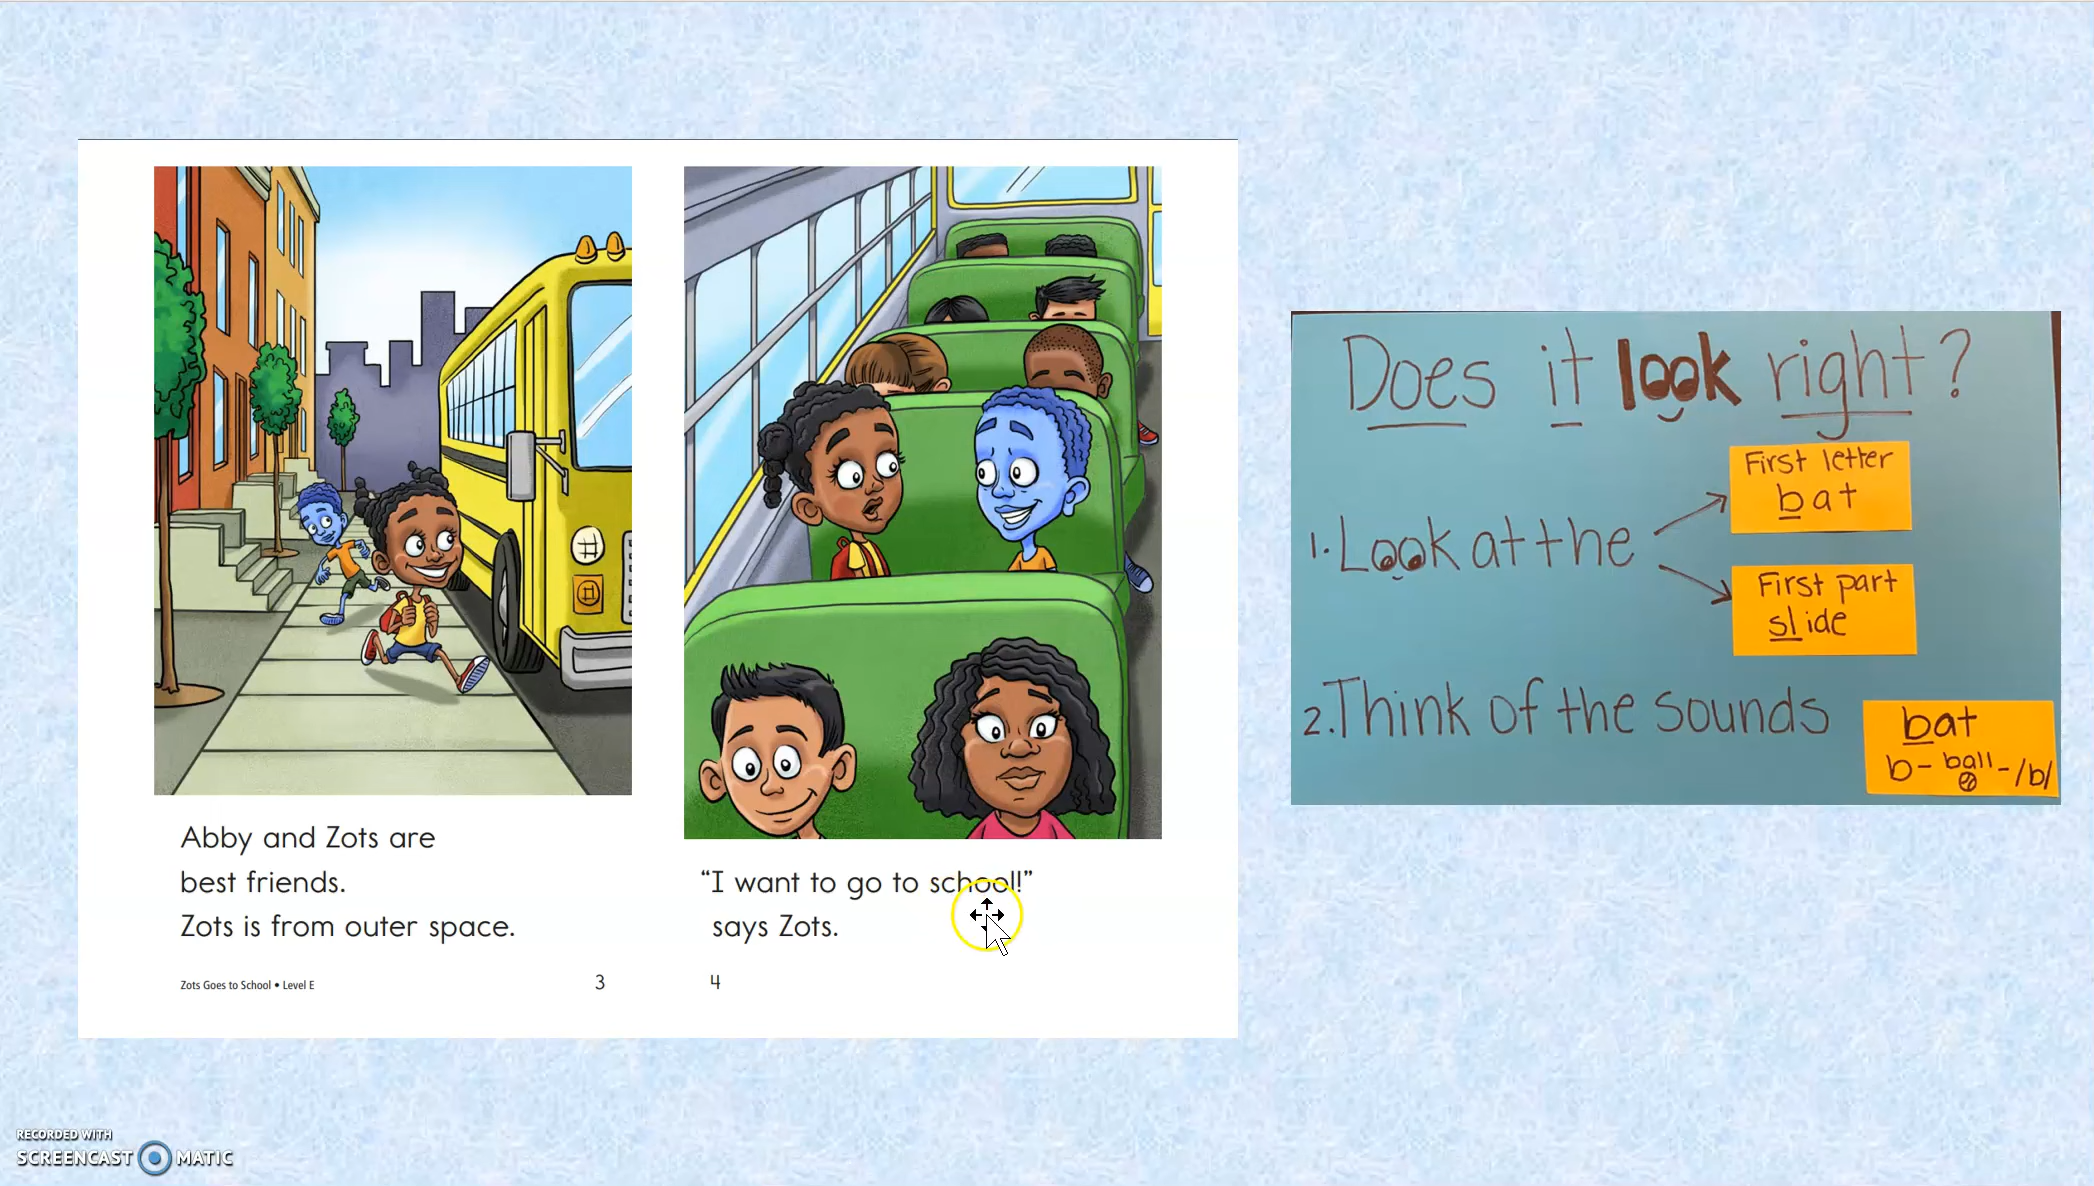 Abby and Zots are
best friends.
Zots is from outer space.
Zots Goes to School • Level E
3
“I want to go to school!”
says Zots.
4
Does it look right?
1. Look at the
First letter
bat
First part
slide
2. Think of the sounds
bat
b - ball - /b/
RECORDED WITH
SCREENCAST MATIC